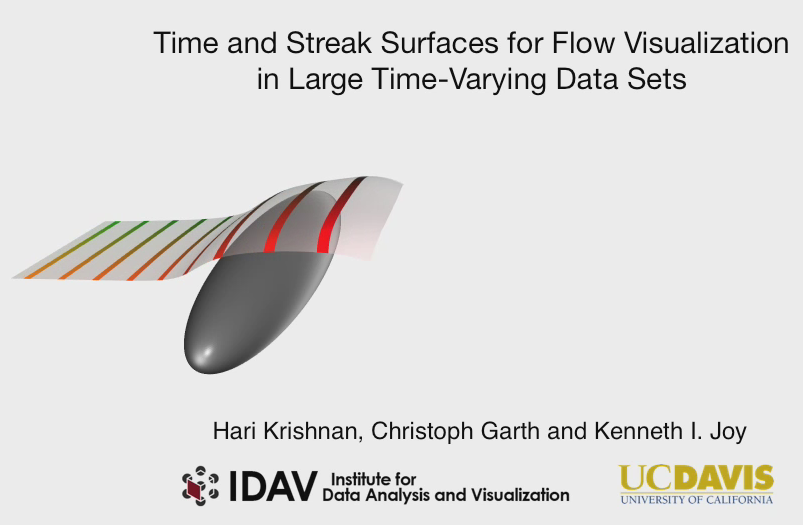 Time and Streak Surfaces for Flow Visualization
in Large Time-Varying Data Sets
Hari Krishnan, Christoph Garth and Kenneth I. Joy
IDAV Institute for
Data Analysis and Visualization
UCDAVIS
UNIVERSITY OF CALIFORNIA